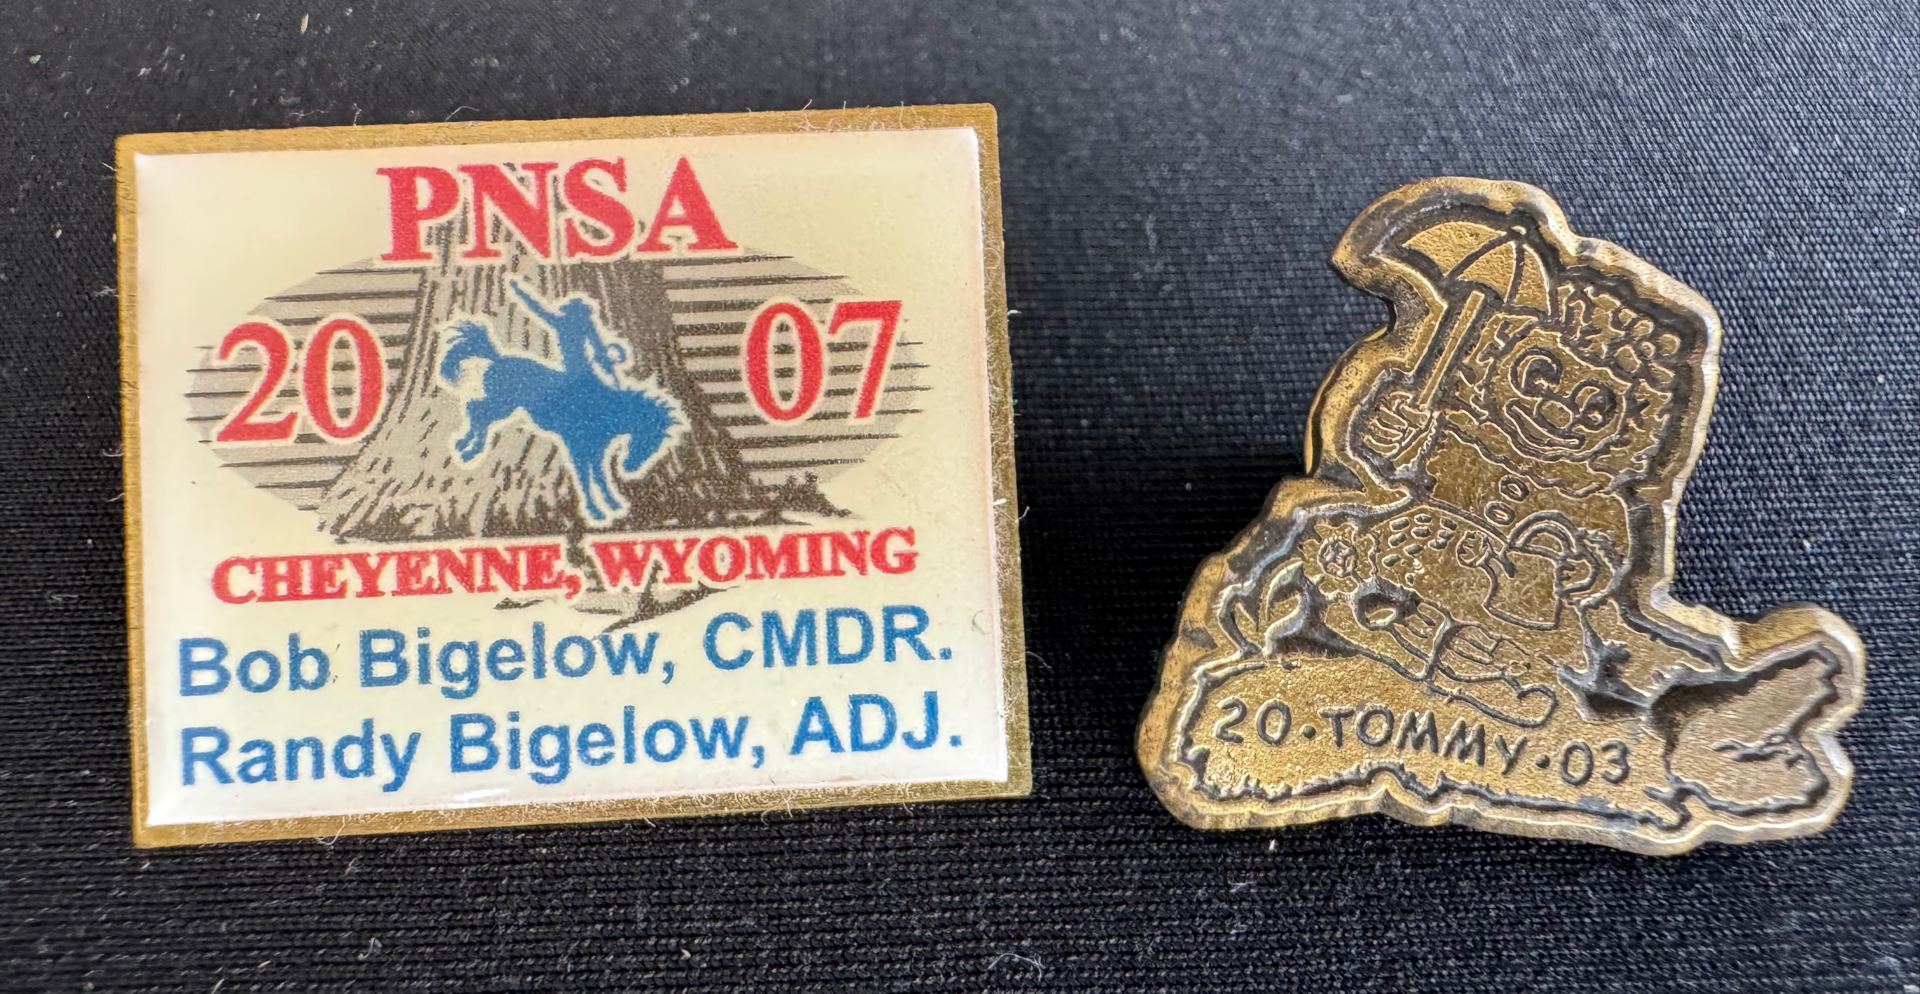 PNSA
20 07
CHEYENNE, WYOMING
Bob Bigelow, CMDR.
Randy Bigelow, ADJ.
20·TOMMY·03